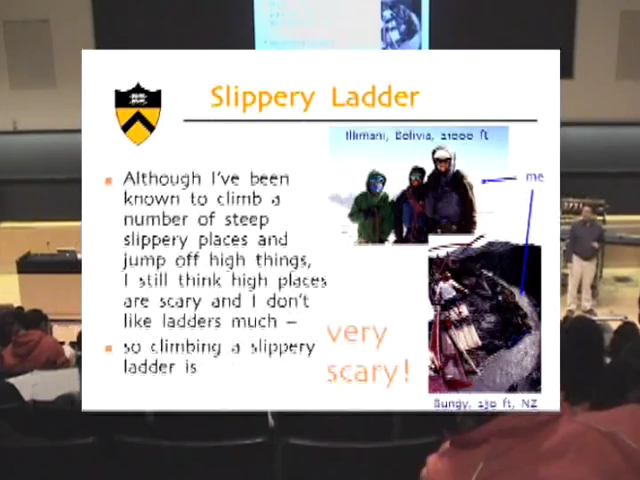 Slippery Ladder
Illimani, Bolivia, 21000 ft
me
Although I've been
known to climb a
number of steep
slippery places and
jump off high things,
I still think high places
are scary and I don't
like ladders much –
so climbing a slippery
ladder is
very
scary!
Bungy, 230 ft, NZ